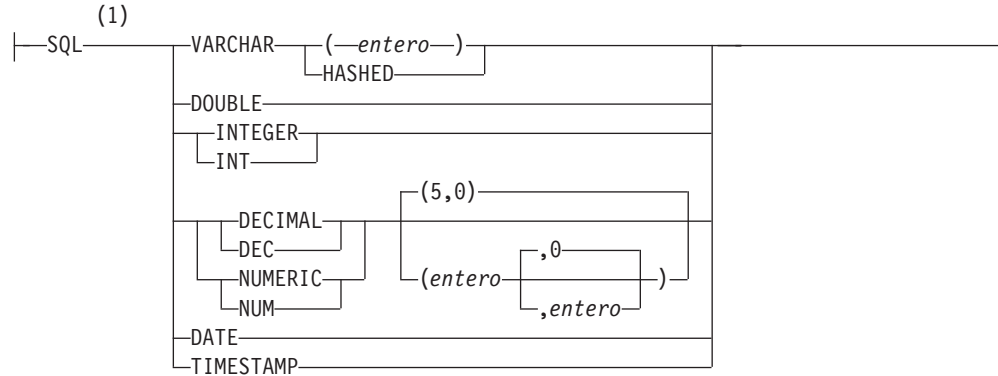 (1)
SQL VARCHAR ( entero )
HASHED
DOUBLE
INTEGER
INT
(5,0)
DECIMAL
DEC ,0
NUMERIC (entero )
NUM ,entero
DATE
TIMESTAMP